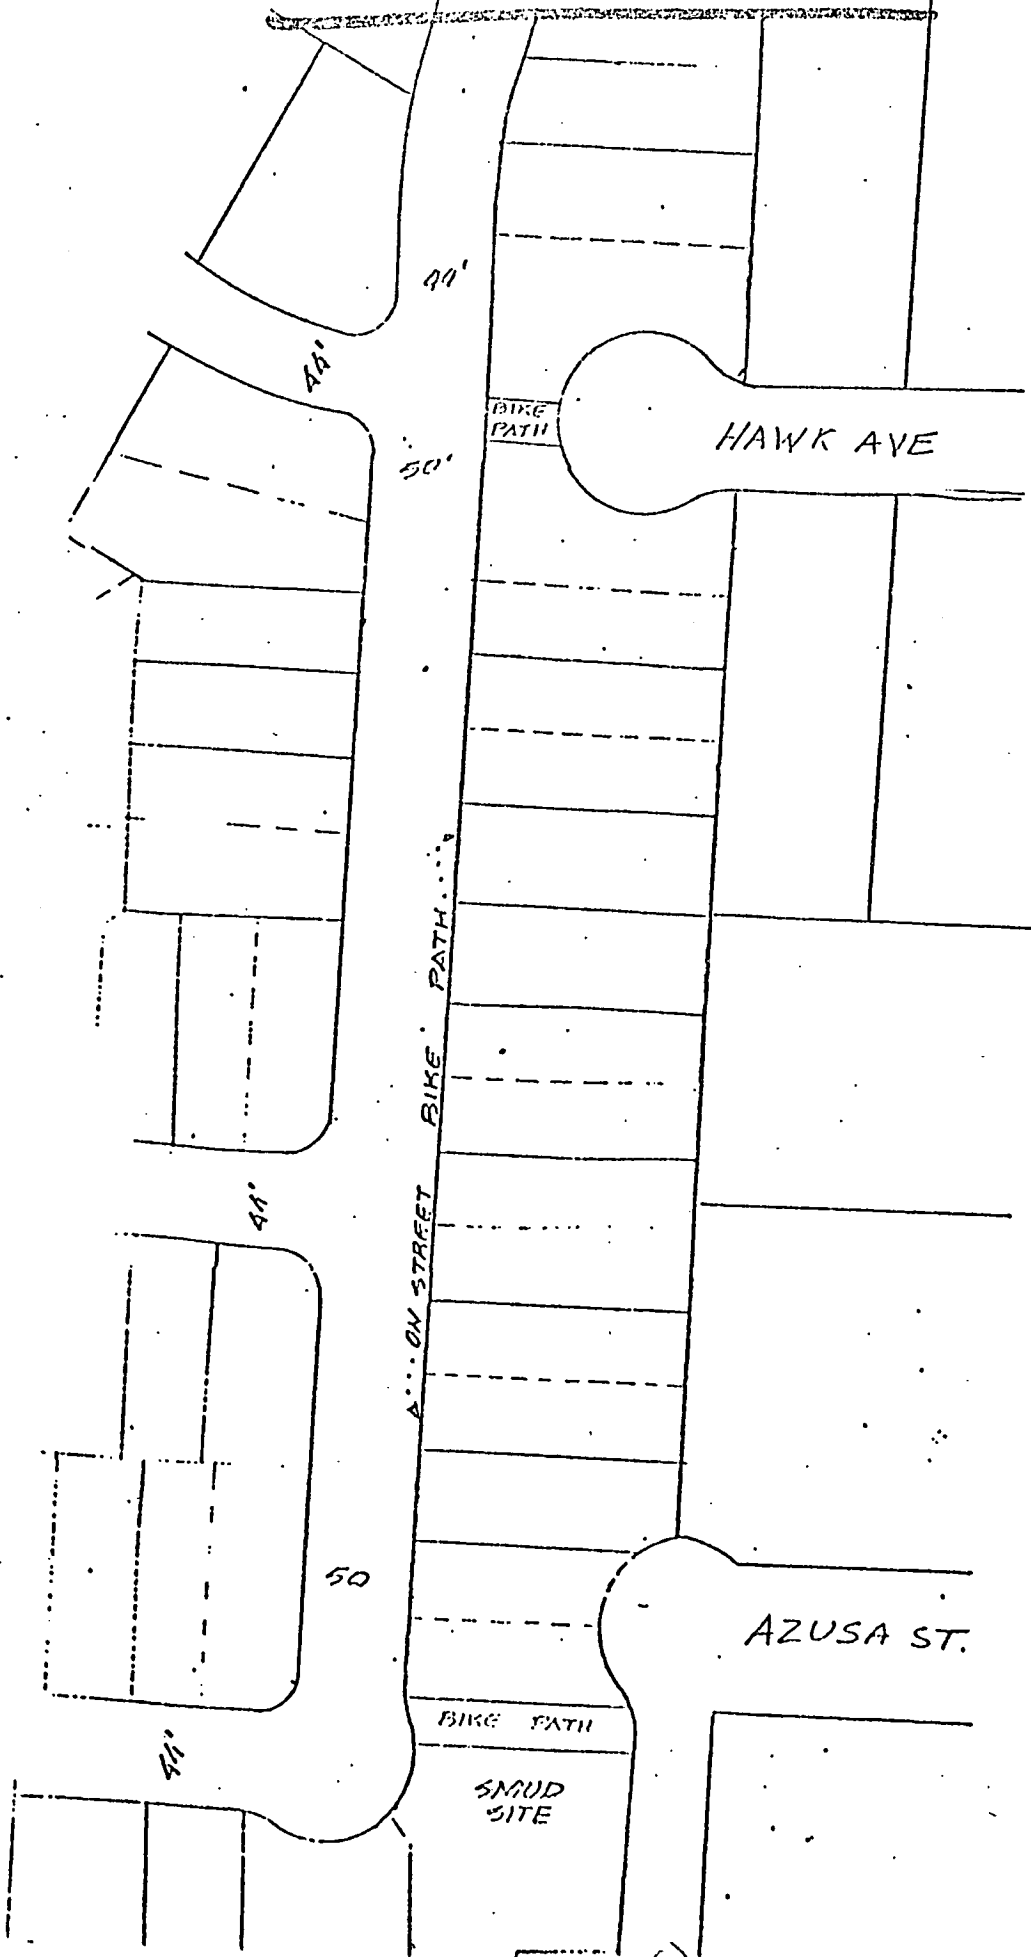 44'
44'
BIKE
PATH
HAWK AVE
50'
ON STREET BIKE PATH
44'
50
AZUSA ST.
BIKE PATH
44'
SMUD
SITE